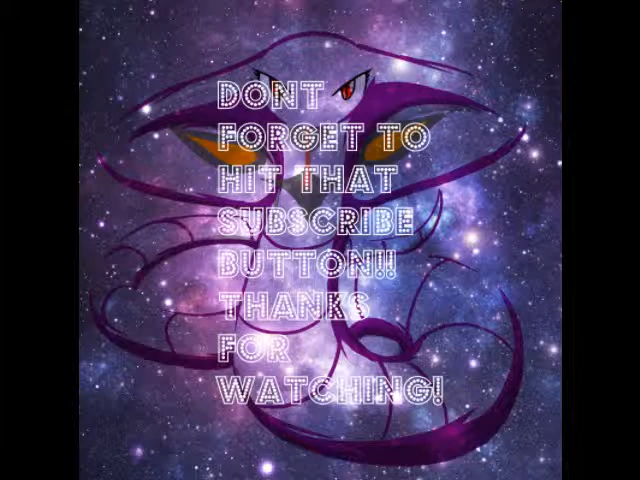 DONT
FORGET TO
HIT THAT
SUBSCRIBE
BUTTON!!
THANKS
FOR
WATCHING!